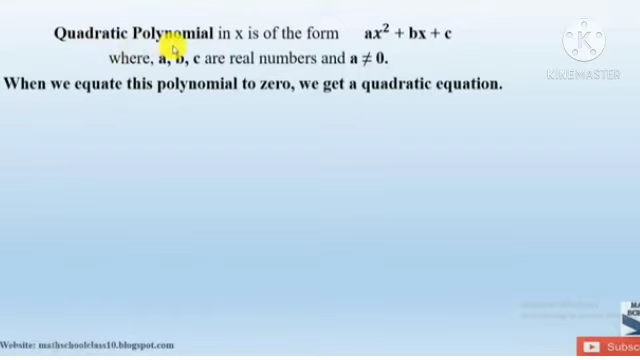 Quadratic Polynomial in x is of the form ax² + bx + c
where, a, b, c are real numbers and a ≠ 0.
When we equate this polynomial to zero, we get a quadratic equation.
KINEMASTER
Website: mathschoolclass10.blogspot.com
Subsc